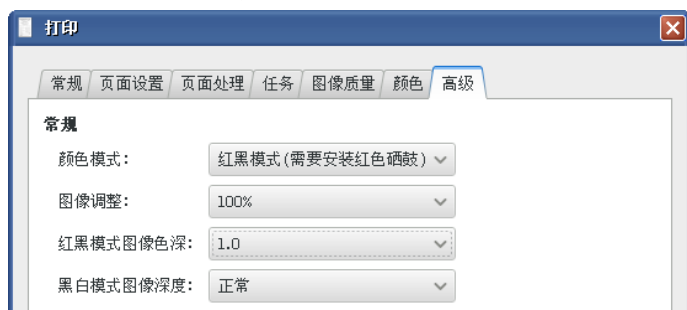 打印
常规 页面设置 页面处理 任务 图像质量 颜色 高级
常规
颜色模式: 红黑模式(需要安装红色硒鼓)
图像调整: 100%
红黑模式图像色深: 1.0
黑白模式图像深度: 正常